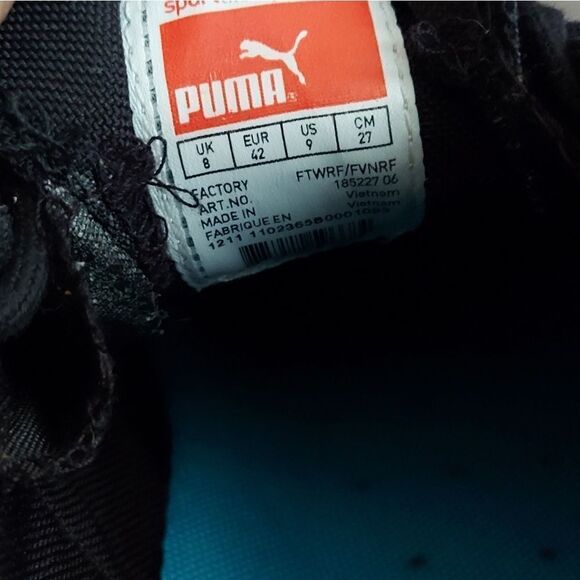 PUMA
UK EUR US CM
8 42 9 27
FACTORY FTWRF/FVNRF
ART.NO. 185227 06
MADE IN Vietnam
FABRIQUE EN Vietnam